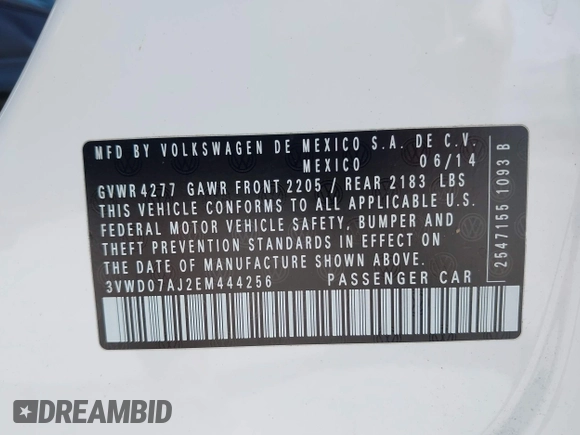 MFD BY VOLKSWAGEN DE MEXICO S.A. DE C.V.
MEXICO 06/14
GVWR 4277 GAWR FRONT 2205 REAR 2183 LBS
THIS VEHICLE CONFORMS TO ALL APPLICABLE U.S.
FEDERAL MOTOR VEHICLE SAFETY, BUMPER AND
THEFT PREVENTION STANDARDS IN EFFECT ON
THE DATE OF MANUFACTURE SHOWN ABOVE.
3VWD07AJ2EM444256 PASSENGER CAR
2547155 1093 B
DREAMBID